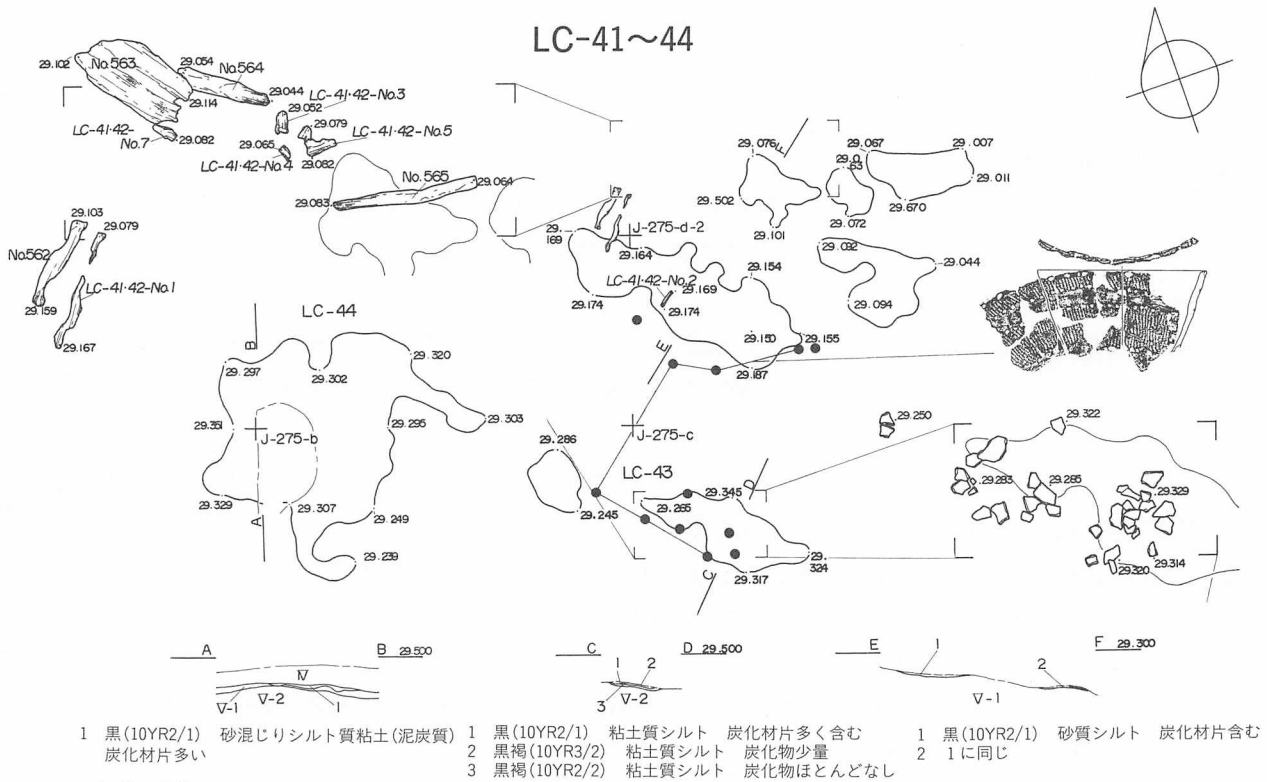 LC-41～44
29.102
No.563
29.054
No.564
29.044
LC-41·42-No.3
29.114
29.052
29.079
LC-41·42-No.5
LC-41·42-
No.7
29.082
29.065
LC-41·42-No.4
29.082
No.565
29.064
29.083
29.103
29.079
No.562
LC-41·42-No.1
29.159
29.167
29.076
F
29.067
29.007
29.0
63
29.011
29.502
29.101
29.072
29.670
29.
169
J-275-d-2
29.164
29.092
29.044
29.154
LC-41·42-No.2
29.169
29.174
29.174
29.094
29.150
29.155
29.187
E
LC-44
B
29.297
29.302
29.320
29.351
J-275-b
29.295
29.303
29.329
29.307
A
29.249
29.239
J-275-c
29.286
LC-43
D
29.245
29.265
29.345
29.
324
29.317
C
29.250
29.322
29.283
29.285
29.329
29.320
29.314
A B 29.500
Ⅳ
Ⅴ-1 Ⅴ-2 1
C D 29.500
1 2
3 Ⅴ-2
E F 29.300
1 2
Ⅴ-1
1 黒(10YR2/1) 砂混じりシルト質粘土(泥炭質)
炭化材片多い
1 黒(10YR2/1) 粘土質シルト 炭化材片多く含む
2 黒褐(10YR3/2) 粘土質シルト 炭化物少量
3 黒褐(10YR2/2) 粘土質シルト 炭化物ほとんどなし
1 黒(10YR2/1) 砂質シルト 炭化材片含む
2 1に同じ